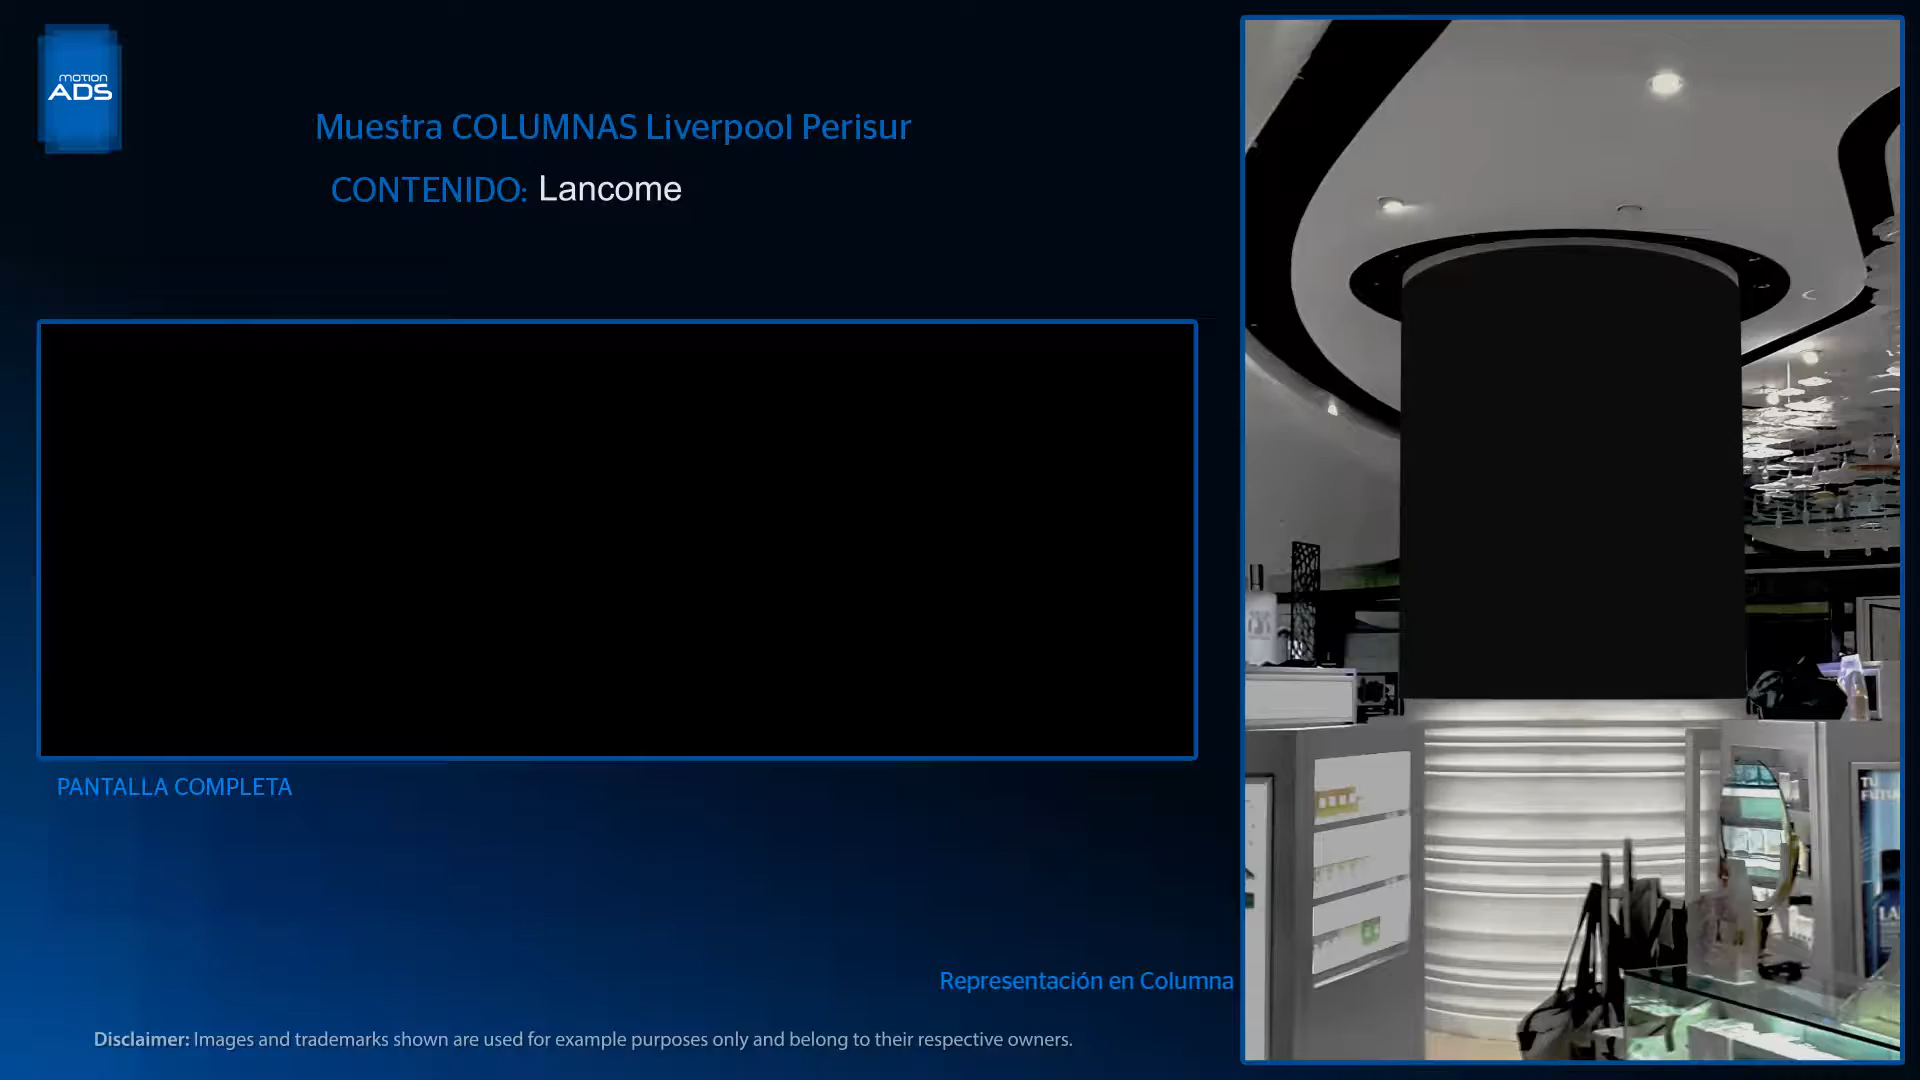 MOTION
ADS
Muestra COLUMNAS Liverpool Perisur
CONTENIDO: Lancome
PANTALLA COMPLETA
Representación en Columna
Disclaimer: Images and trademarks shown are used for example purposes only and belong to their respective owners.